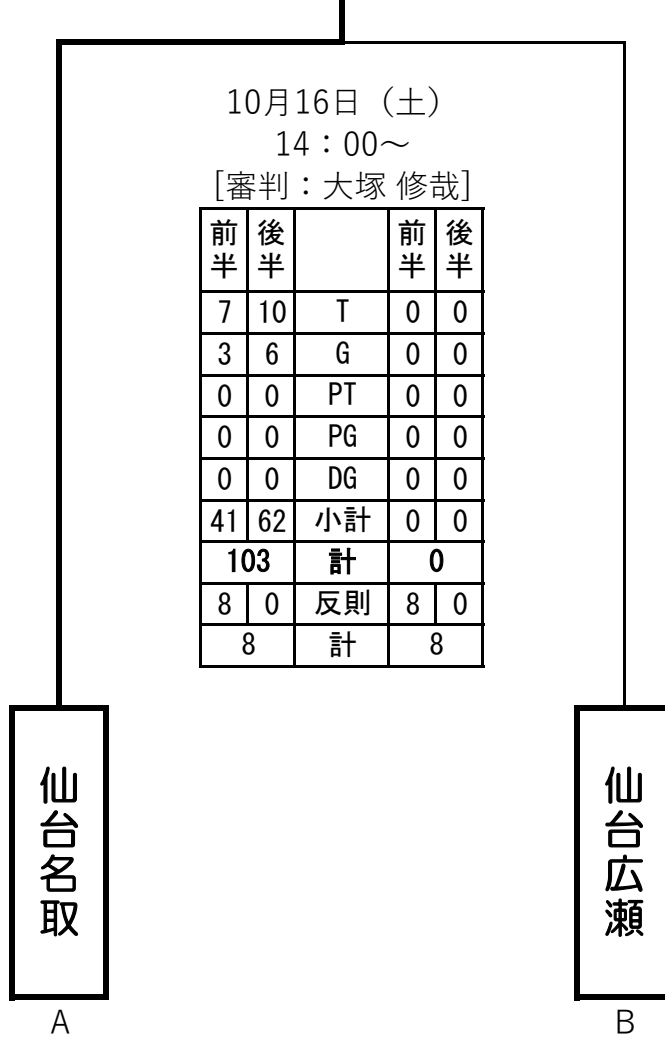 10月16日（土）
14：00～
[審判：大塚 修哉]
前半 後半 前半 後半
7 10 T 0 0
3 6 G 0 0
0 0 PT 0 0
0 0 PG 0 0
0 0 DG 0 0
41 62 小計 0 0
103 計 0
8 0 反則 8 0
8 計 8
仙台名取
A
仙台広瀬
B